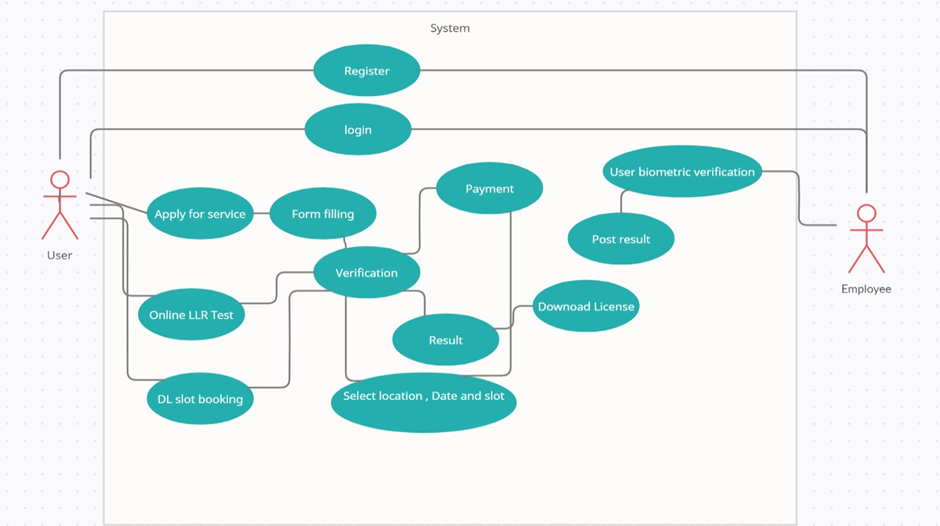 System
Register
login
User biometric verification
Payment
Apply for service
Form filling
Post result
User
Verification
Employee
Online LLR Test
Downoad License
Result
DL slot booking
Select location , Date and slot